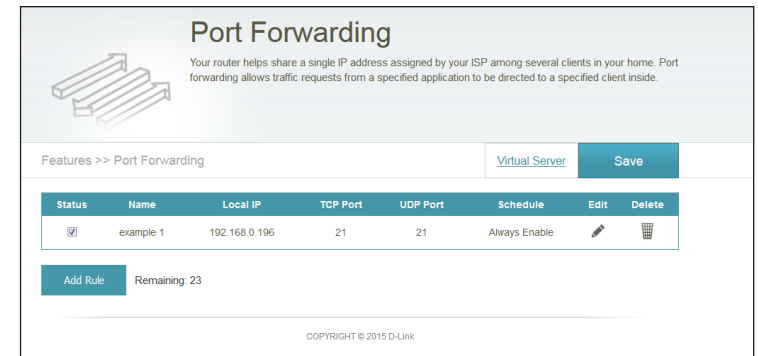 Port Forwarding
Your router helps share a single IP address assigned by your ISP among several clients in your home. Port
forwarding allows traffic requests from a specified application to be directed to a specified client inside.
Features >> Port Forwarding
Virtual Server
Save
Status Name Local IP TCP Port UDP Port Schedule Edit Delete
example 1 192.168.0.196 21 21 Always Enable
Add Rule Remaining: 23
COPYRIGHT © 2015 D-Link